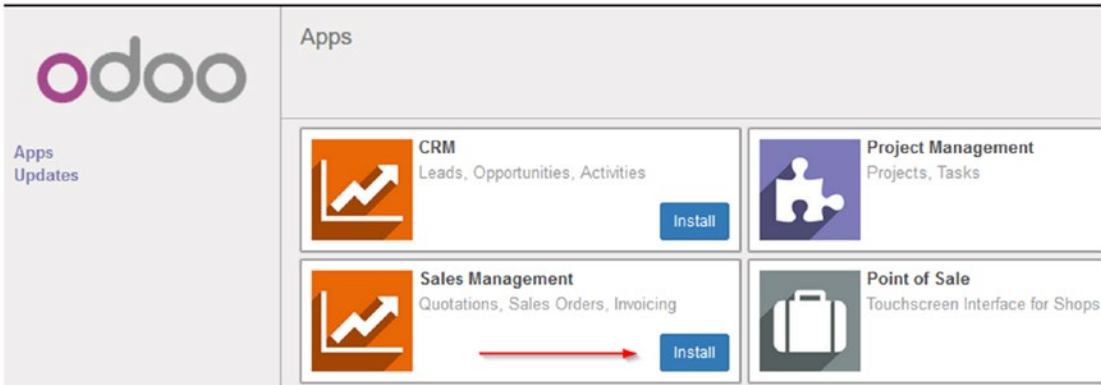 odoo
Apps
Updates
Apps
CRM
Leads, Opportunities, Activities
Install
Project Management
Projects, Tasks
Sales Management
Quotations, Sales Orders, Invoicing
Install
Point of Sale
Touchscreen Interface for Shops